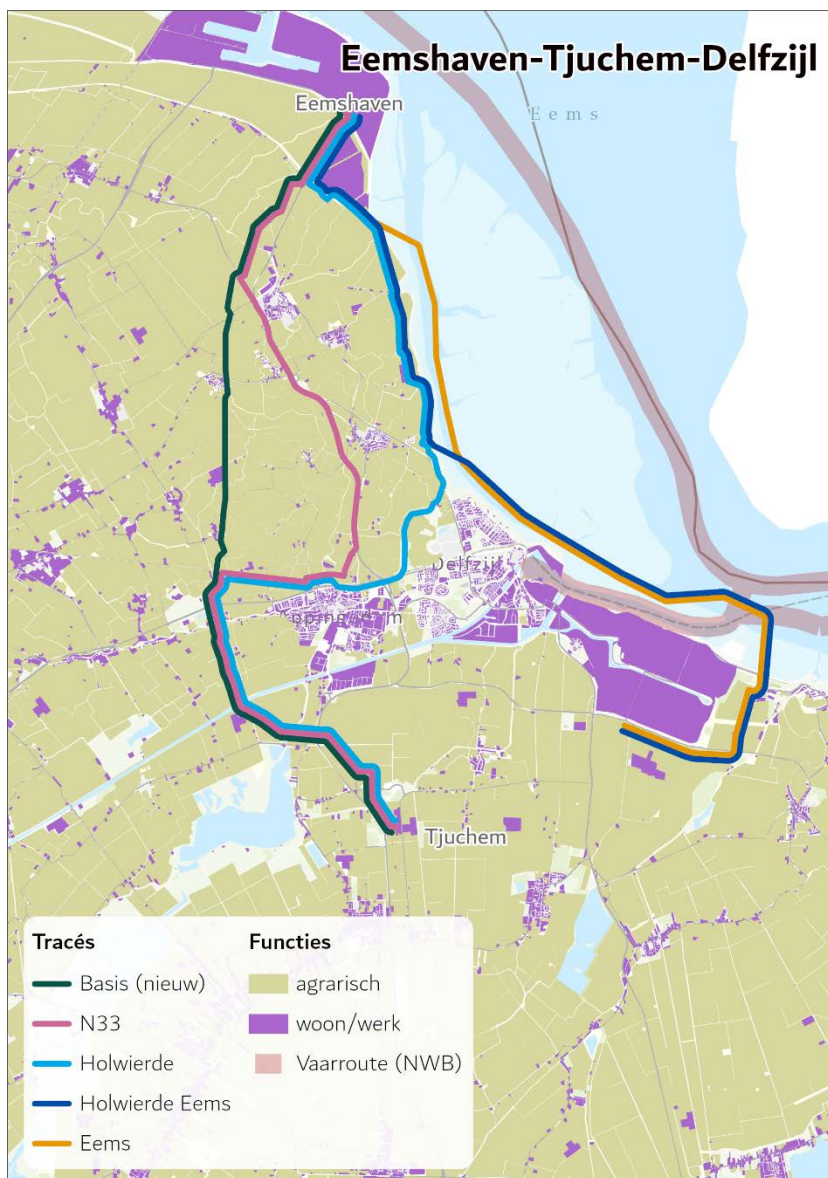 Eemshaven-Tjuchem-Delfzijl
Eemshaven
Eems
Delfzijl
Appingedam
Tjuchem
Tracés
Basis (nieuw)
N33
Holwierde
Holwierde Eems
Eems
Functies
agrarisch
woon/werk
Vaarroute (NWB)